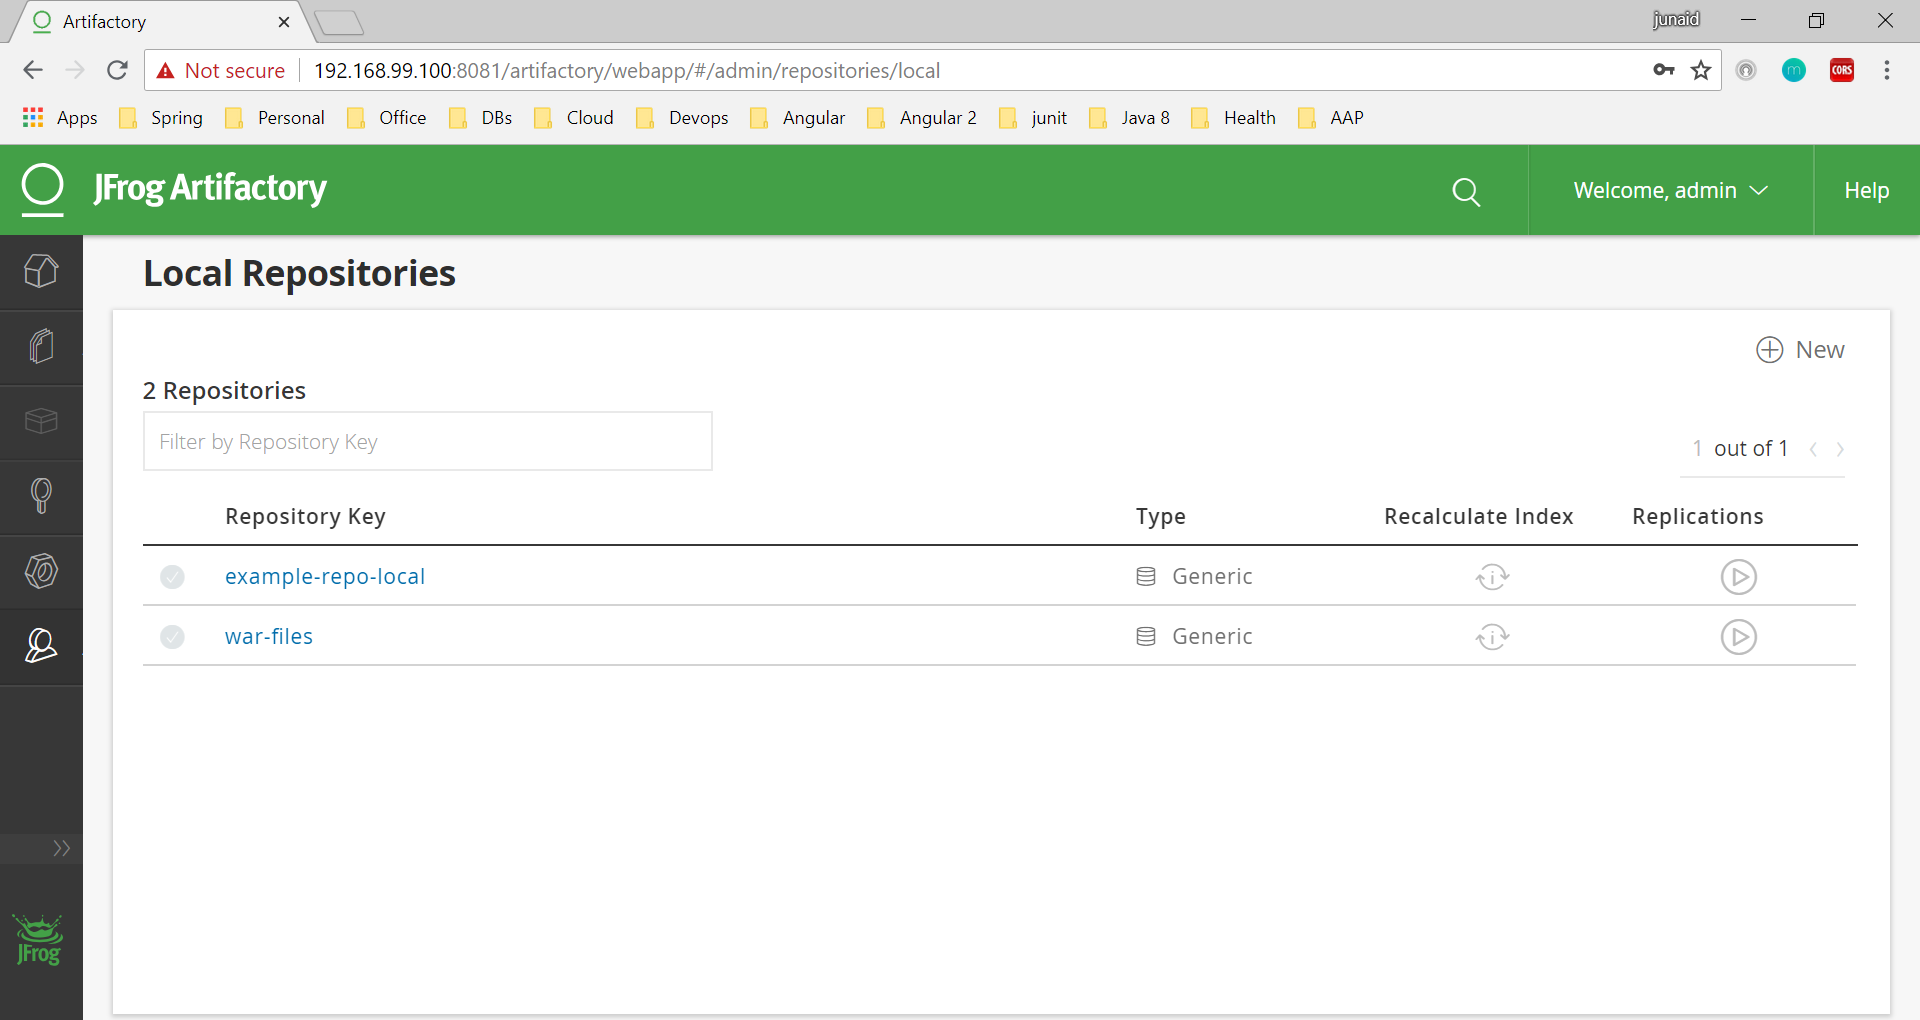 Artifactory
junaid
Not secure
192.168.99.100:8081/artifactory/webapp/#/admin/repositories/local
m
CORS
Apps Spring Personal Office DBs Cloud Devops Angular Angular 2 junit Java 8 Health AAP
JFrog Artifactory
Welcome, admin
Help
Local Repositories
New
2 Repositories
Filter by Repository Key
1 out of 1
Repository Key Type Recalculate Index Replications
example-repo-local Generic
war-files Generic
JFrog